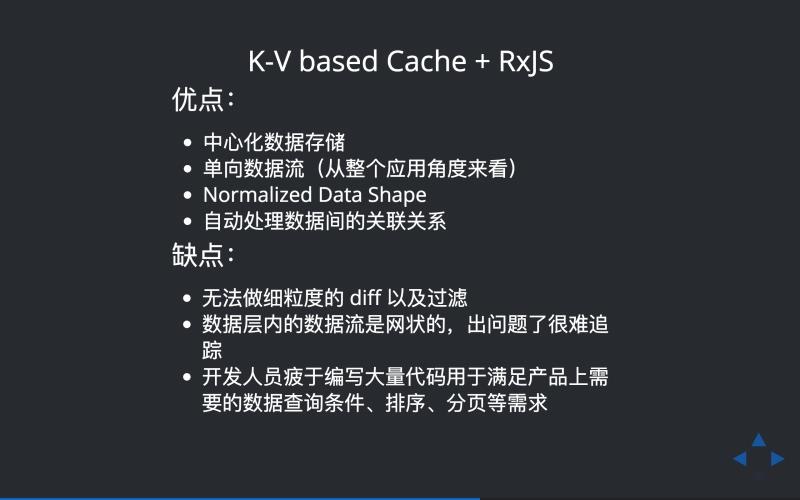 K-V based Cache + RxJS
优点：
中心化数据存储
单向数据流（从整个应用角度来看）
Normalized Data Shape
自动处理数据间的关联关系
缺点：
无法做细粒度的 diff 以及过滤
数据层内的数据流是网状的，出问题了很难追
踪
开发人员疲于编写大量代码用于满足产品上需
要的数据查询条件、排序、分页等需求